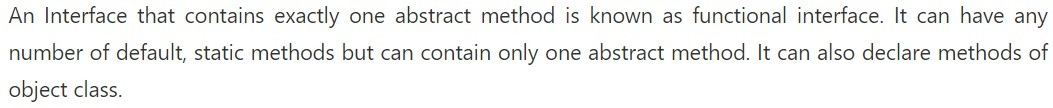 An Interface that contains exactly one abstract method is known as functional interface. It can have any
number of default, static methods but can contain only one abstract method. It can also declare methods of
object class.